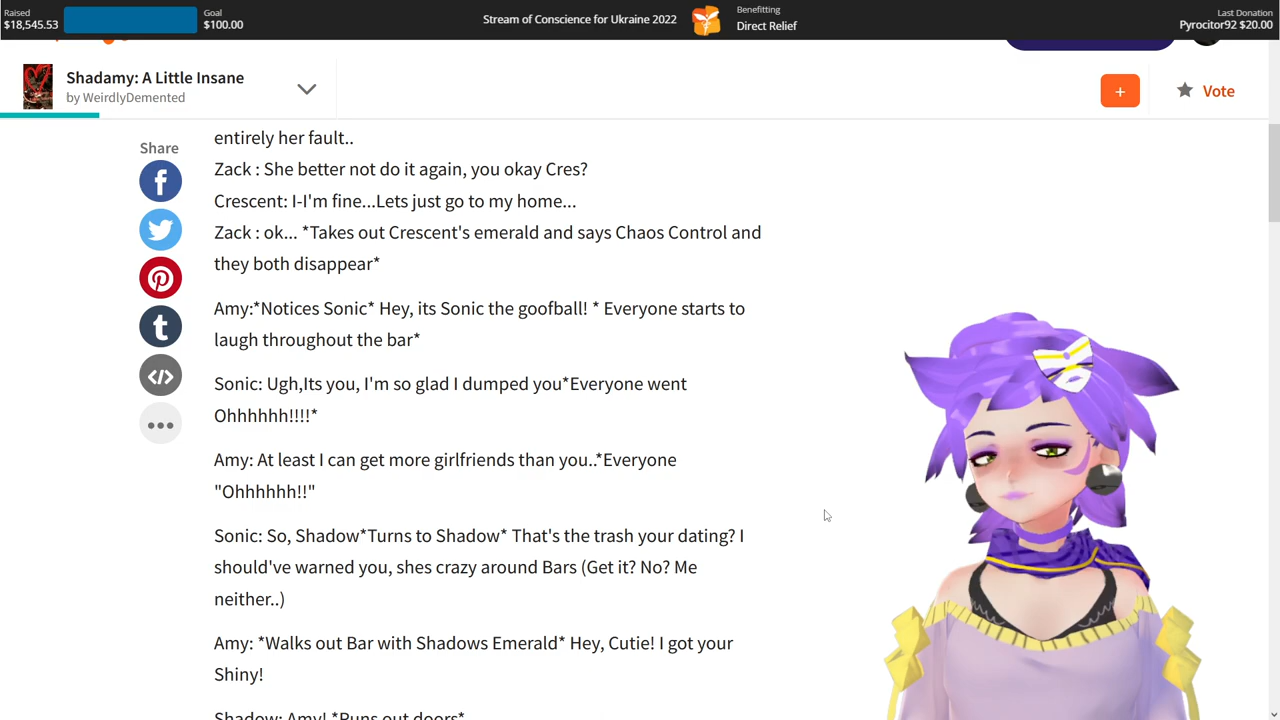 Raised
$18,545.53
Goal
$100.00
Stream of Conscience for Ukraine 2022
Benefitting
Direct Relief
Last Donation
Pyrocitor92 $20.00
Shadamy: A Little Insane
by WeirdlyDemented
+
Vote
Share
entirely her fault..
Zack : She better not do it again, you okay Cres?
Crescent: I-I'm fine...Lets just go to my home...
Zack : ok... *Takes out Crescent's emerald and says Chaos Control and
they both disappear*
Amy:*Notices Sonic* Hey, its Sonic the goofball! * Everyone starts to
laugh throughout the bar*
Sonic: Ugh,Its you, I'm so glad I dumped you*Everyone went
Ohhhhhh!!!!*
Amy: At least I can get more girlfriends than you..*Everyone
"Ohhhhhh!!"
Sonic: So, Shadow*Turns to Shadow* That's the trash your dating? I
should've warned you, shes crazy around Bars (Get it? No? Me
neither..)
Amy: *Walks out Bar with Shadows Emerald* Hey, Cutie! I got your
Shiny!
Shadow: Amy! *Runs out doors*